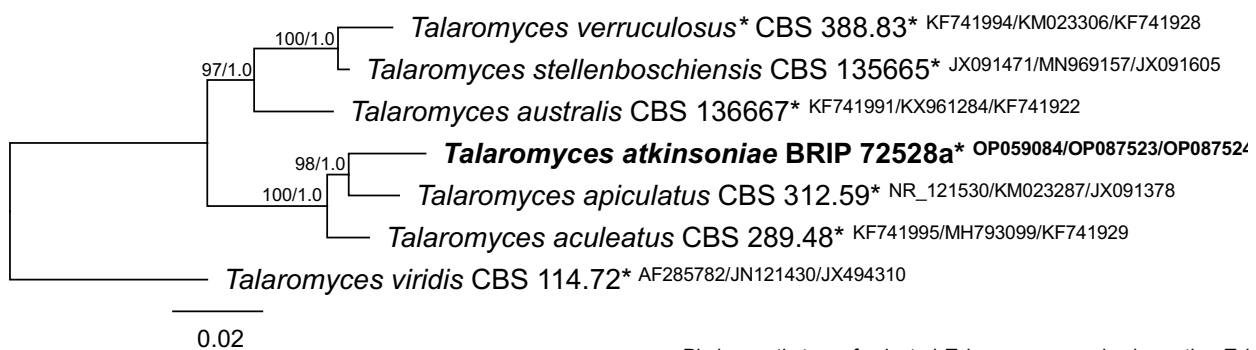 Talaromyces verruculosus* CBS 388.83* KF741994/KM023306/KF741928
100/1.0
Talaromyces stellenboschiensis CBS 135665* JX091471/MN969157/JX091605
97/1.0
Talaromyces australis CBS 136667* KF741991/KX961284/KF741922
Talaromyces atkinsoniae BRIP 72528a* OP059084/OP087523/OP087524
98/1.0
Talaromyces apiculatus CBS 312.59* NR_121530/KM023287/JX091378
100/1.0
Talaromyces aculeatus CBS 289.48* KF741995/MH793099/KF741929
Talaromyces viridis CBS 114.72* AF285782/JN121430/JX494310
0.02